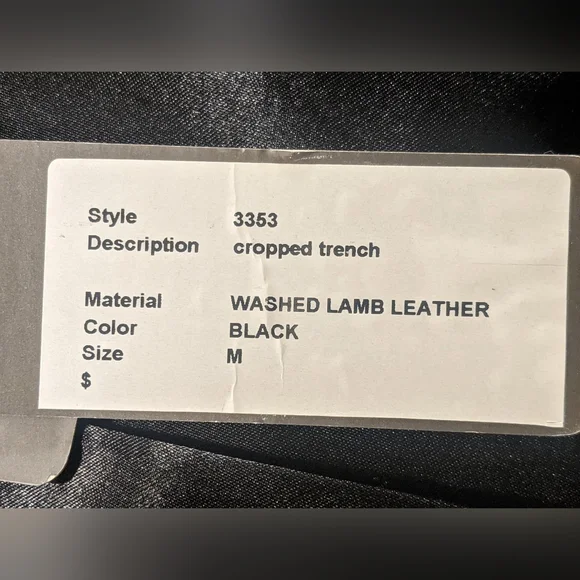 Style 3353
Description cropped trench
Material WASHED LAMB LEATHER
Color BLACK
Size M
$